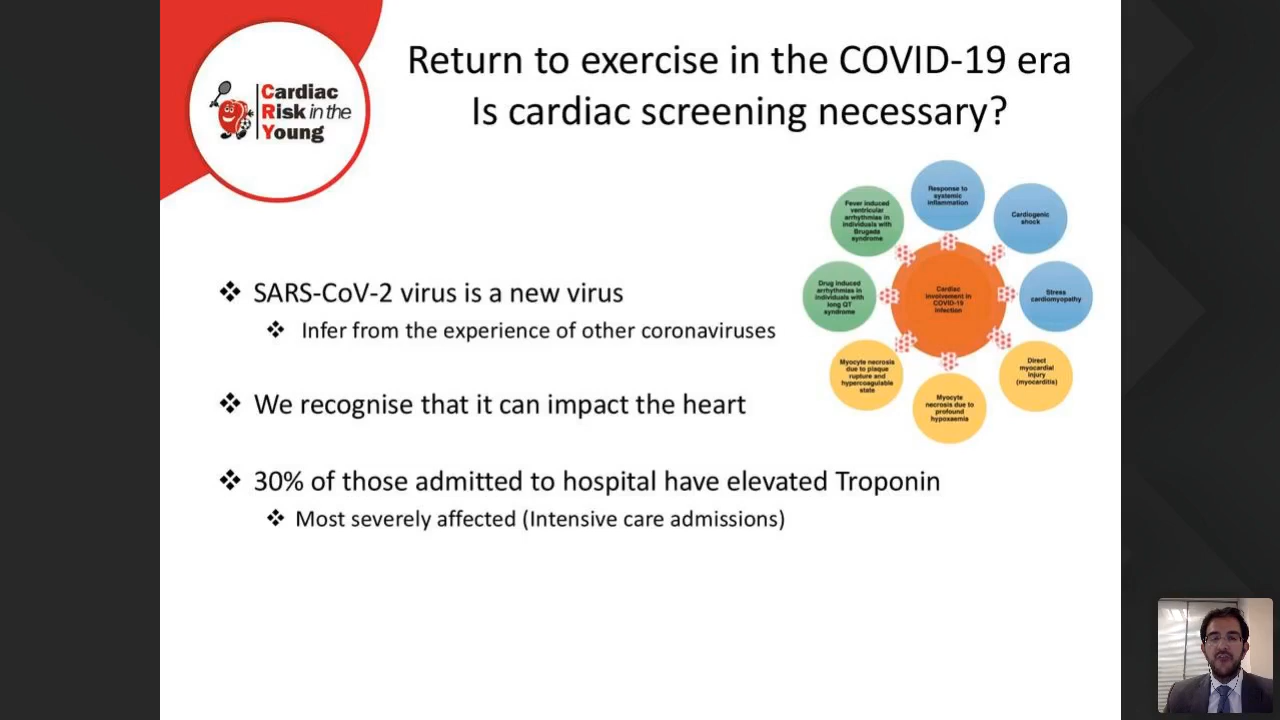 Cardiac
Risk in the
Young
Return to exercise in the COVID-19 era
Is cardiac screening necessary?
SARS-CoV-2 virus is a new virus
Infer from the experience of other coronaviruses
We recognise that it can impact the heart
30% of those admitted to hospital have elevated Troponin
Most severely affected (Intensive care admissions)
Response to
systemic
inflammation
Cardiogenic
shock
Stress
cardiomyopathy
Direct
myocardial
injury
(myocarditis)
Myocyte
necrosis due to
profound
hypoxaemia
Myocyte necrosis
due to plaque
rupture and
hypercoagulable
state
Drug induced
arrhythmias in
individuals with
long QT
syndrome
Fever induced
ventricular
arrhythmias in
individuals with
Brugada
syndrome
Cardiac
involvement in
COVID-19
infection